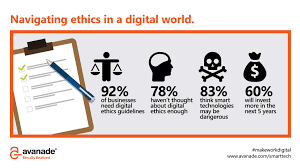 Navigating ethics in a digital world.
92%
of businesses
need digital
ethics guidelines
78%
haven't thought
about digital
ethics enough
83%
think smart
technologies
may be
dangerous
60%
will invest
more in the
next 5 years
avanade®
Results Realized
#makeworkdigital
www.avanade.com/smarttech